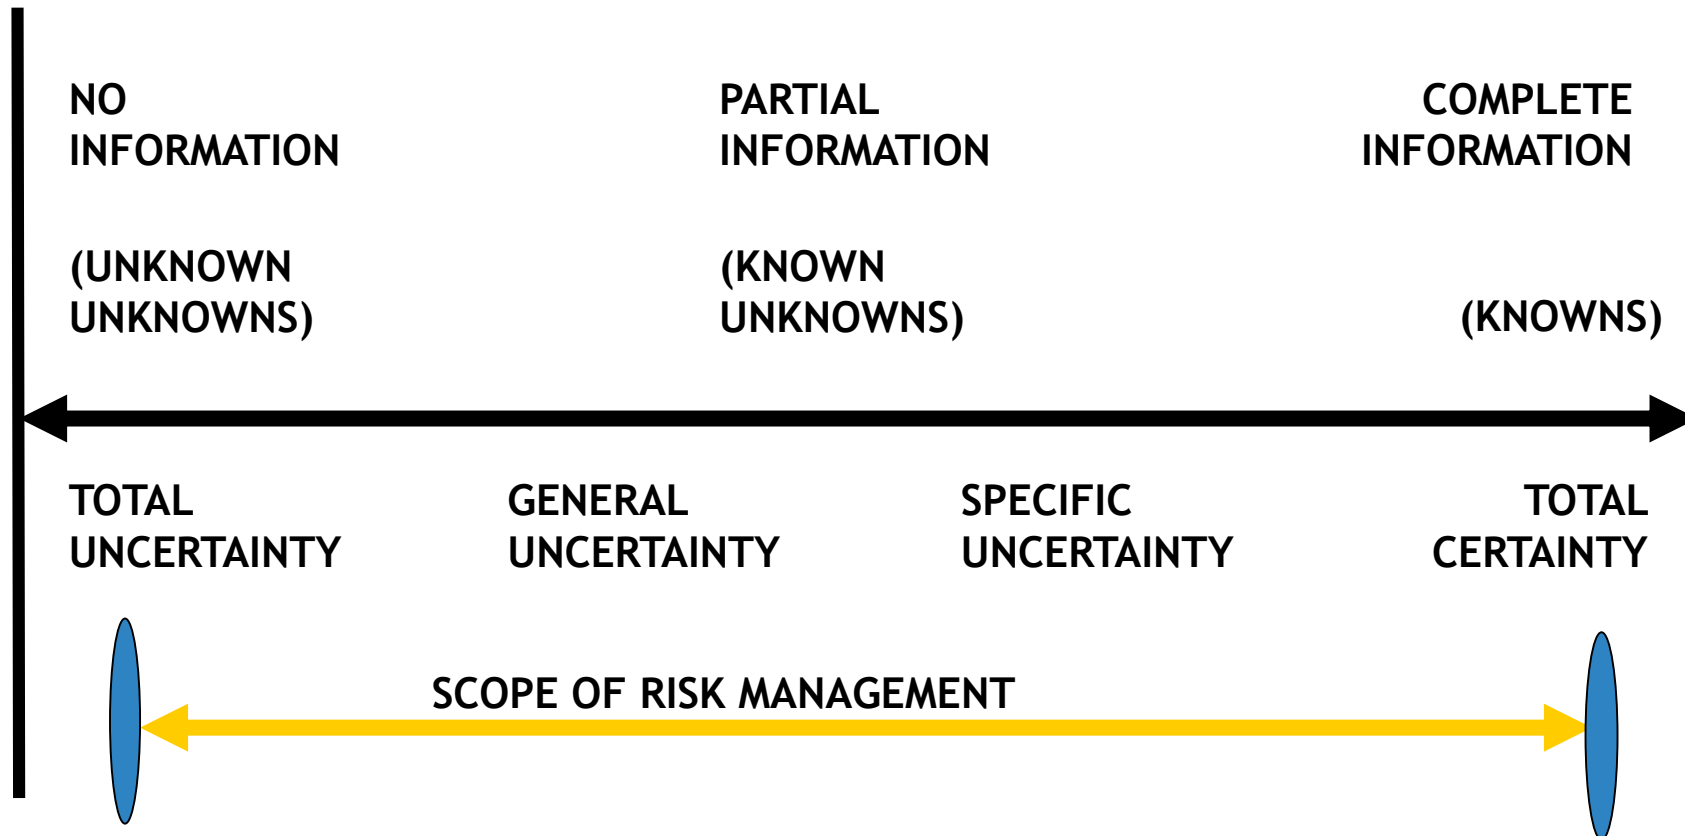 NO
INFORMATION
PARTIAL
INFORMATION
COMPLETE
INFORMATION
(UNKNOWN
UNKNOWNS)
(KNOWN
UNKNOWNS)
(KNOWNS)
TOTAL
UNCERTAINTY
GENERAL
UNCERTAINTY
SPECIFIC
UNCERTAINTY
TOTAL
CERTAINTY
SCOPE OF RISK MANAGEMENT